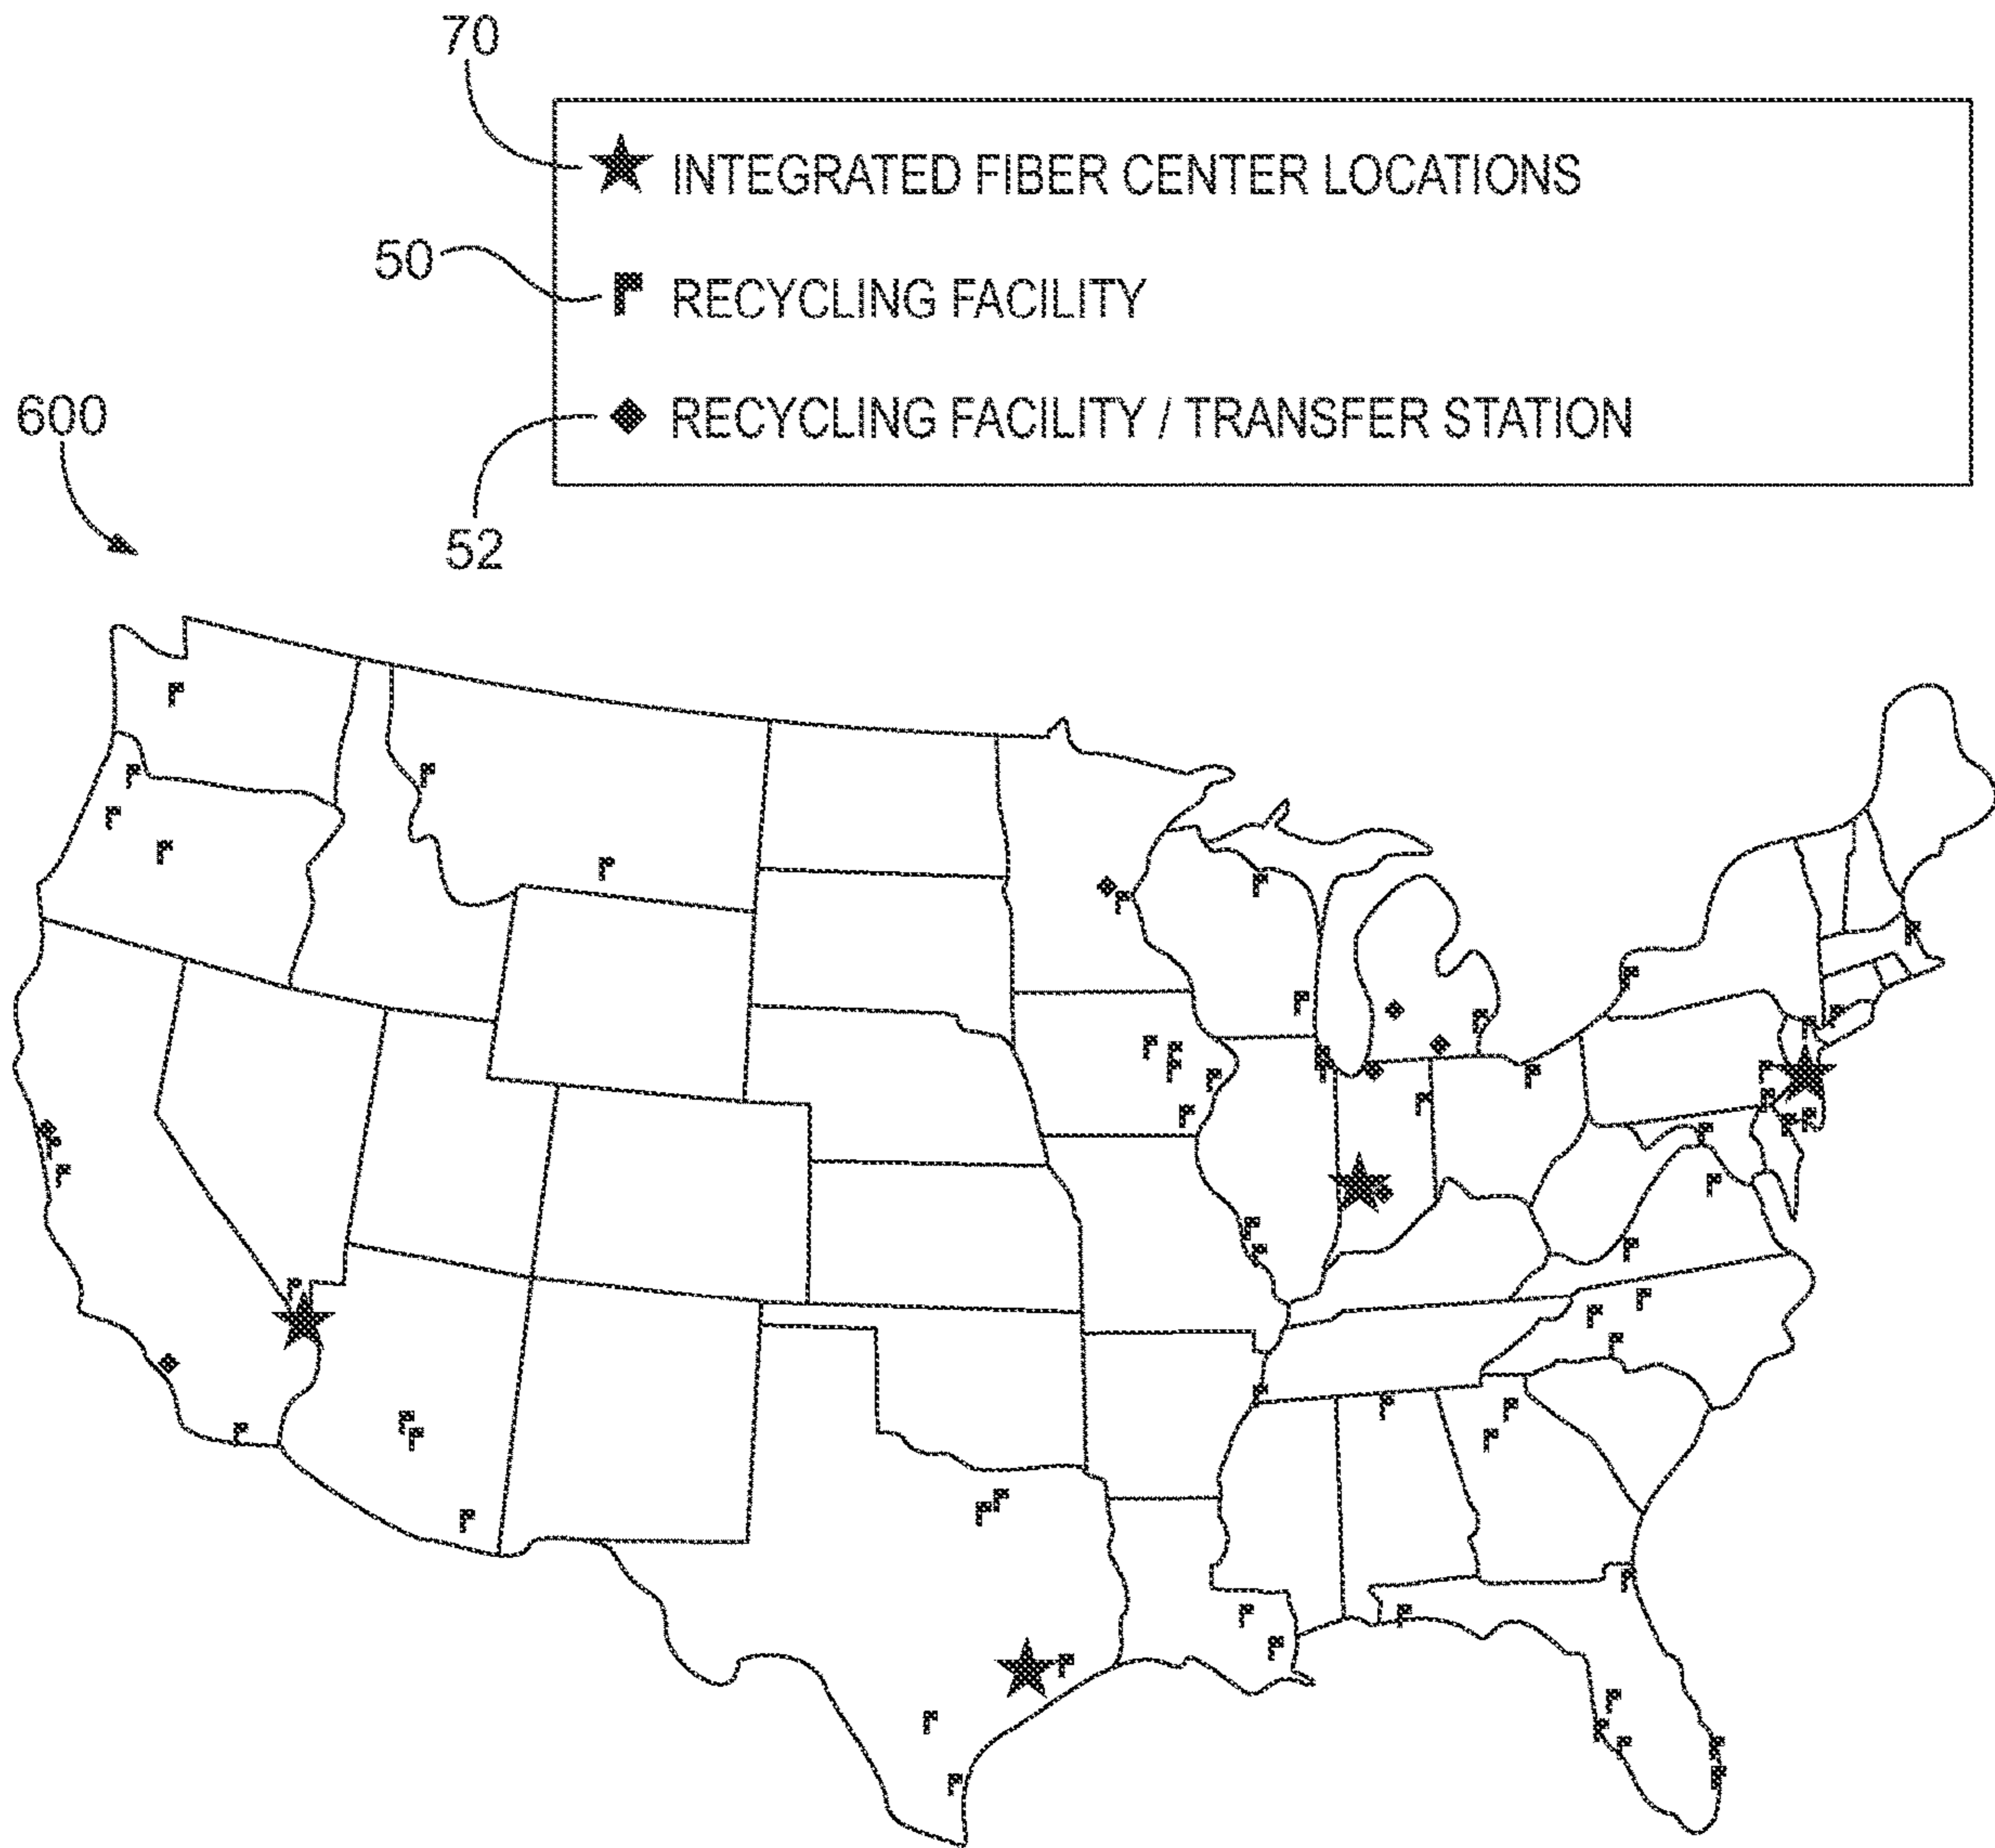 70
INTEGRATED FIBER CENTER LOCATIONS
50
RECYCLING FACILITY
600
RECYCLING FACILITY / TRANSFER STATION
52